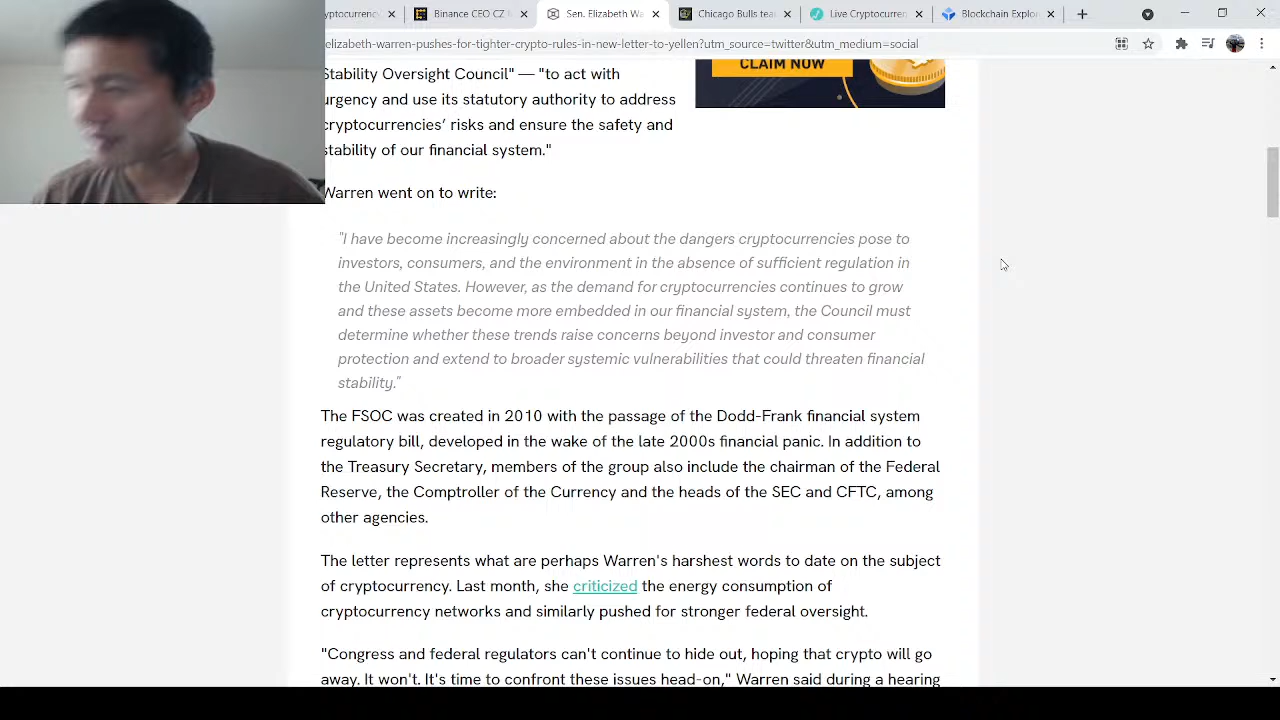 yptocurrenc
Binance CEO CZ
Sen. Elizabeth Wa
Chicago Bulls tea
Live Cryptocurren
Blockchain Explor
elizabeth-warren-pushes-for-tighter-crypto-rules-in-new-letter-to-yellen?utm_source=twitter&utm_medium=social
CLAIM NOW
Stability Oversight Council" — "to act with
urgency and use its statutory authority to address
cryptocurrencies’ risks and ensure the safety and
stability of our financial system."
Warren went on to write:
"I have become increasingly concerned about the dangers cryptocurrencies pose to
investors, consumers, and the environment in the absence of sufficient regulation in
the United States. However, as the demand for cryptocurrencies continues to grow
and these assets become more embedded in our financial system, the Council must
determine whether these trends raise concerns beyond investor and consumer
protection and extend to broader systemic vulnerabilities that could threaten financial
stability."
The FSOC was created in 2010 with the passage of the Dodd-Frank financial system
regulatory bill, developed in the wake of the late 2000s financial panic. In addition to
the Treasury Secretary, members of the group also include the chairman of the Federal
Reserve, the Comptroller of the Currency and the heads of the SEC and CFTC, among
other agencies.
The letter represents what are perhaps Warren's harshest words to date on the subject
of cryptocurrency. Last month, she criticized the energy consumption of
cryptocurrency networks and similarly pushed for stronger federal oversight.
"Congress and federal regulators can't continue to hide out, hoping that crypto will go
away. It won't. It's time to confront these issues head-on," Warren said during a hearing